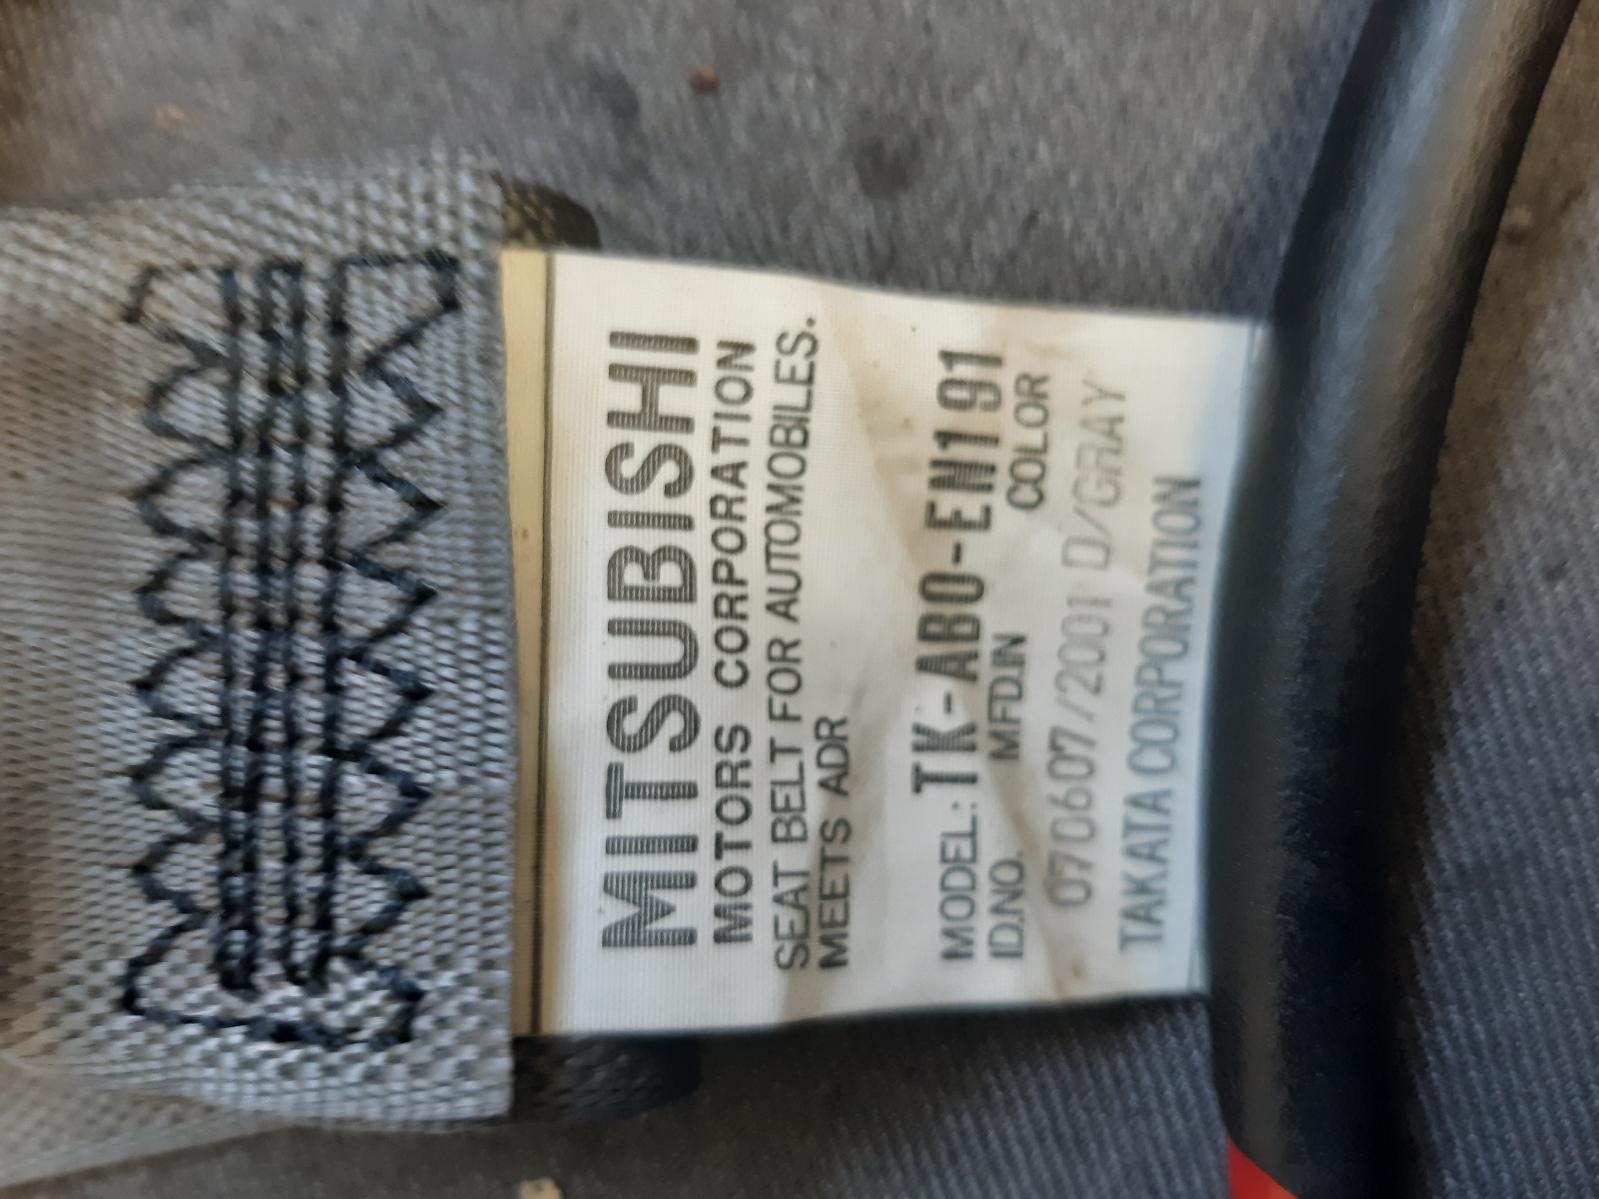 MITSUBISHI
MOTORS CORPORATION
SEAT BELT FOR AUTOMOBILES.
MEETS ADR
MODEL: TK-AB0-EM191
ID.NO. MFD.IN COLOR
070607/2001 D/GRAY
TAKATA CORPORATION